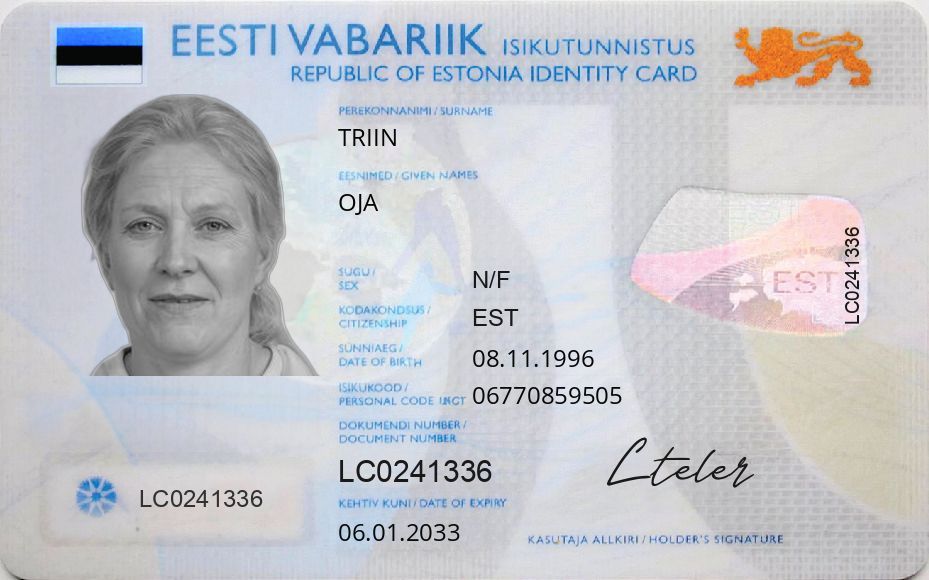 EESTI VABARIIK ISIKUTUNNISTUS
REPUBLIC OF ESTONIA IDENTITY CARD
PEREKONNANIMI / SURNAME
TRIIN
EESNIMED / GIVEN NAMES
OJA
SUGU /
SEX
N/F
KODAKONDSUS /
CITIZENSHIP
EST
SÜNNIAEG /
DATE OF BIRTH
08.11.1996
ISIKUKOOD /
PERSONAL CODE
06770859505
DOKUMENDI NUMBER /
DOCUMENT NUMBER
LC0241336
KEHTIV KUNI / DATE OF EXPIRY
06.01.2033
LC0241336
EST
LC0241336
Lteler
KASUTAJA ALLKIRI / HOLDER'S SIGNATURE